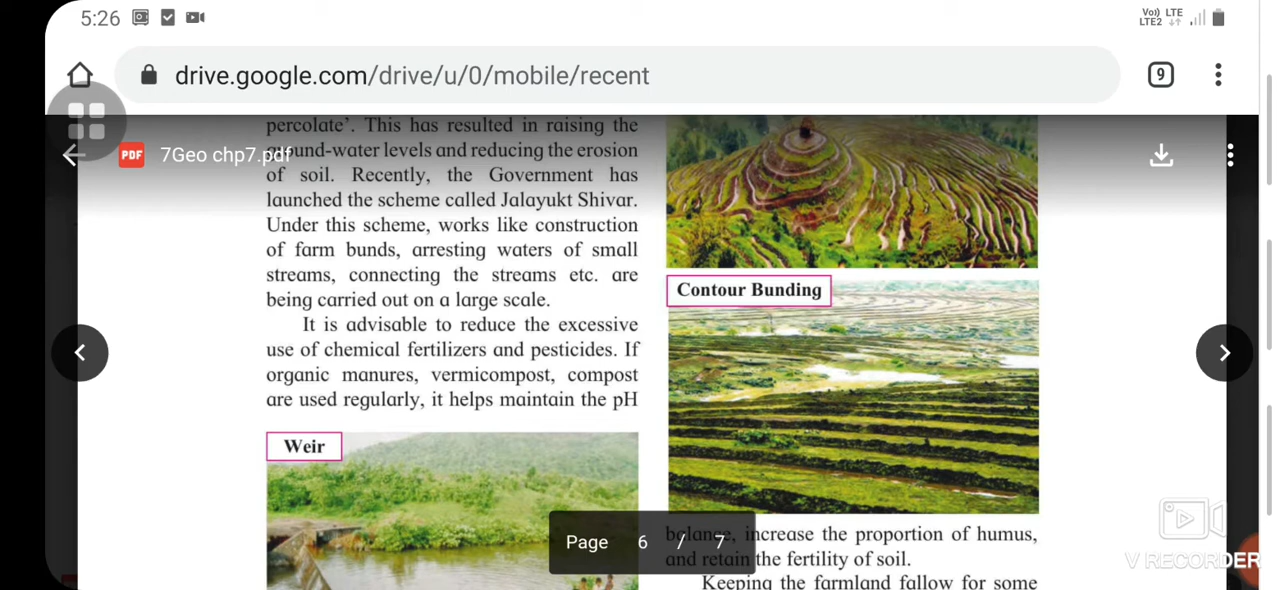 5:26
Vo)) LTE
LTE2
drive.google.com/drive/u/0/mobile/recent
9
PDF 7Geo chp7.pdf
percolate'. This has resulted in raising the
ground-water levels and reducing the erosion
of soil. Recently, the Government has
launched the scheme called Jalayukt Shivar.
Under this scheme, works like construction
of farm bunds, arresting waters of small
streams, connecting the streams etc. are
being carried out on a large scale.
It is advisable to reduce the excessive
use of chemical fertilizers and pesticides. If
organic manures, vermicompost, compost
are used regularly, it helps maintain the pH
Weir
Contour Bunding
balance, increase the proportion of humus,
and retain the fertility of soil.
Keeping the farmland fallow for some
Page 6 / 7
V RECORDER